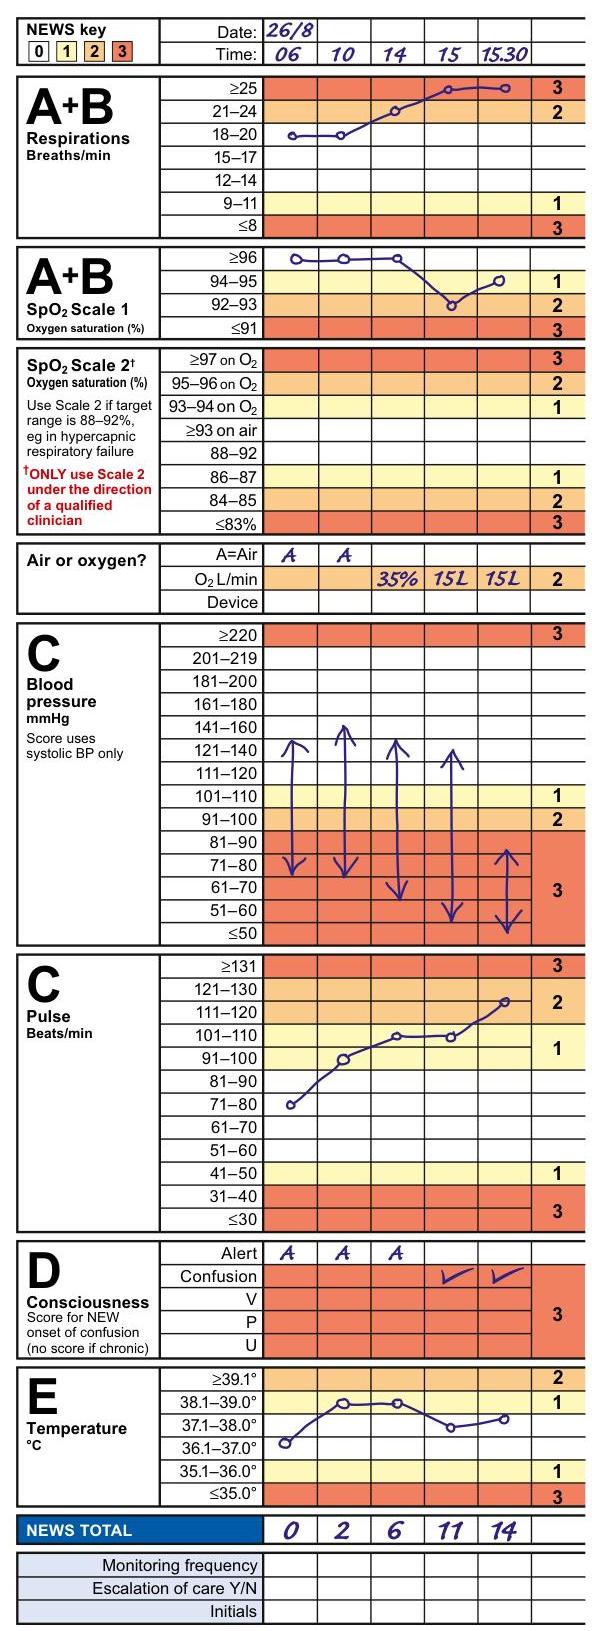 NEWS key
0 1 2 3
Date: 26/8
Time: 06 10 14 15 15.30
A+B
Respirations
Breaths/min
≥25 3
21–24 2
18–20
15–17
12–14
9–11 1
≤8 3
A+B
SpO₂ Scale 1
Oxygen saturation (%)
≥96
94–95 1
92–93 2
≤91 3
SpO₂ Scale 2†
Oxygen saturation (%)
Use Scale 2 if target
range is 88–92%,
eg in hypercapnic
respiratory failure
†ONLY use Scale 2
under the direction
of a qualified
clinician
≥97 on O₂ 3
95–96 on O₂ 2
93–94 on O₂ 1
≥93 on air
88–92
86–87 1
84–85 2
≤83% 3
Air or oxygen?
A=Air A A
O₂ L/min 35% 15L 15L 2
Device
C
Blood
pressure
mmHg
Score uses
systolic BP only
≥220 3
201–219
181–200
161–180
141–160
121–140
111–120
101–110 1
91–100 2
81–90
71–80
61–70 3
51–60
≤50
C
Pulse
Beats/min
≥131 3
121–130
111–120 2
101–110
91–100 1
81–90
71–80
61–70
51–60
41–50 1
31–40
≤30 3
D
Consciousness
Score for NEW
onset of confusion
(no score if chronic)
Alert A A A
Confusion ✓ ✓
V
P 3
U
E
Temperature
°C
≥39.1° 2
38.1–39.0° 1
37.1–38.0°
36.1–37.0°
35.1–36.0° 1
≤35.0° 3
NEWS TOTAL 0 2 6 11 14
Monitoring frequency
Escalation of care Y/N
Initials